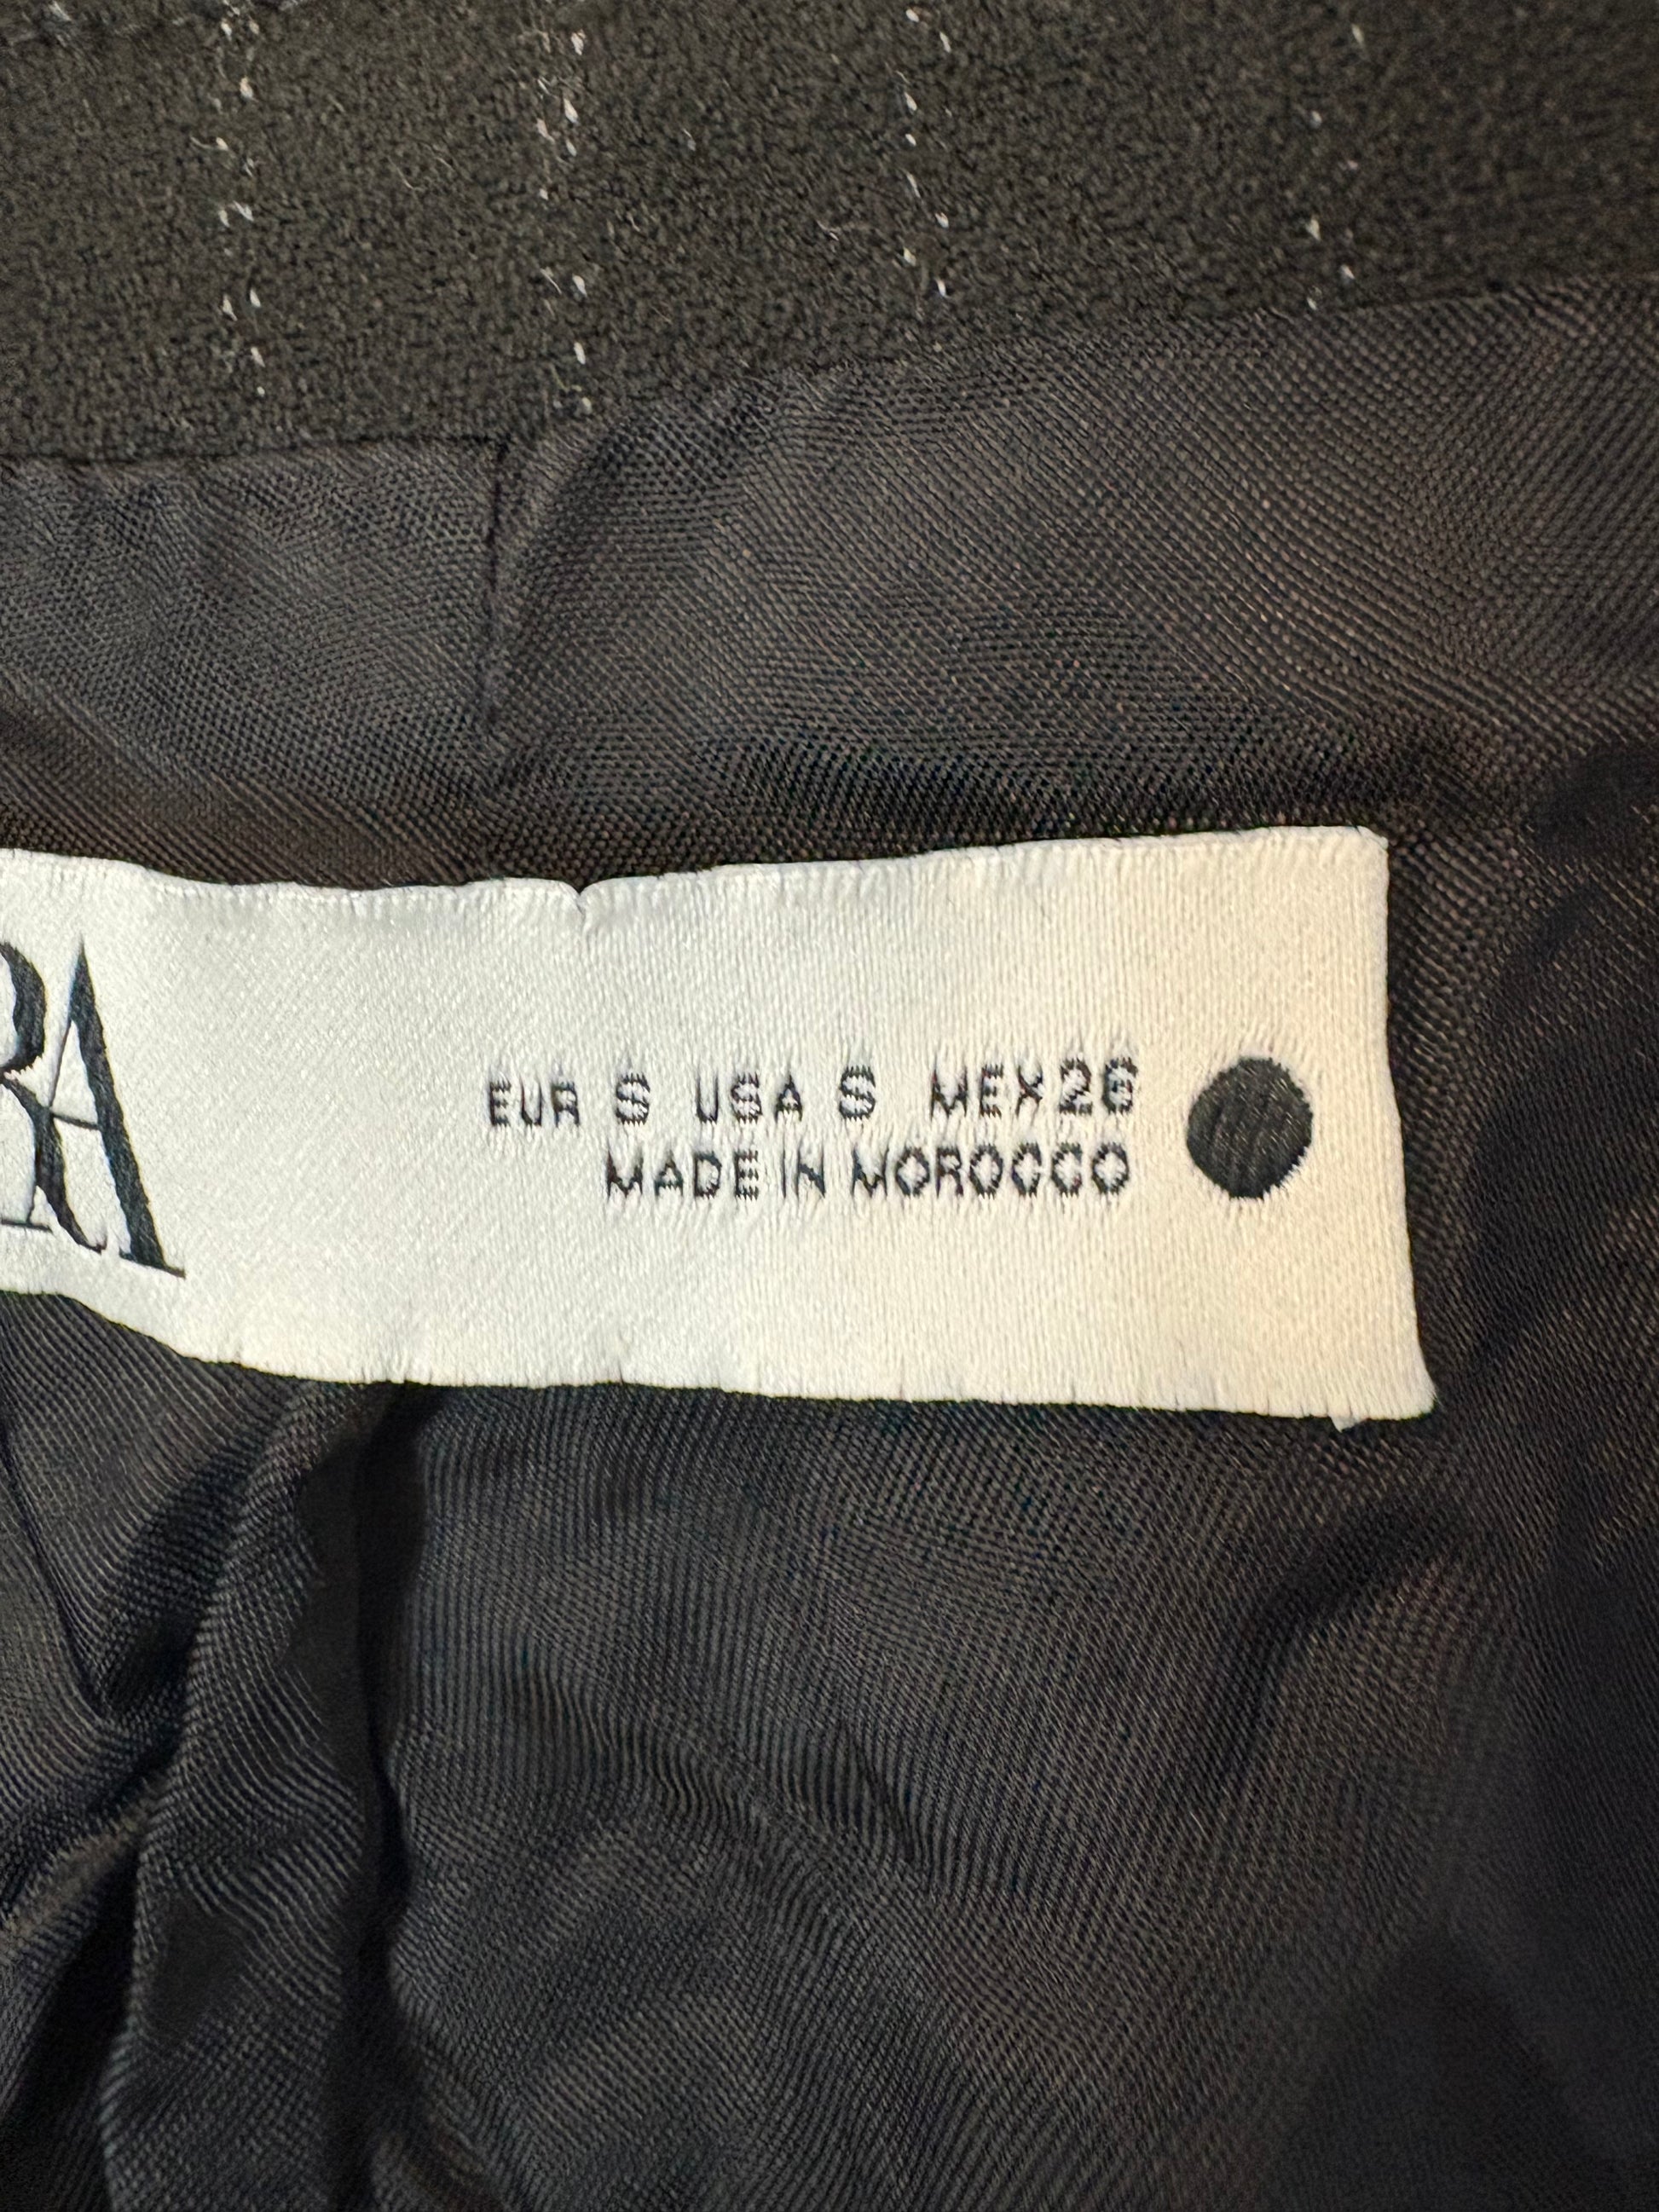 RA
EUR S USA S MEX 26
MADE IN MOROCCO